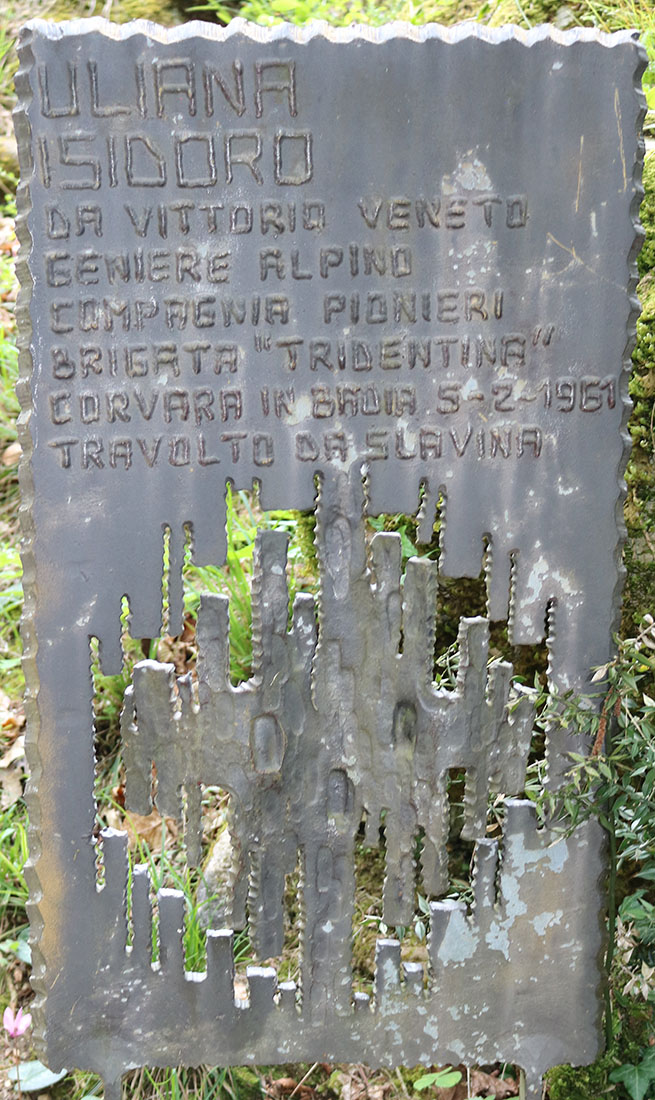 ULIANA
ISIDORO
DA VITTORIO VENETO
GENIERE ALPINO
COMPAGNIA PIONIERI
BRIGATA "TRIDENTINA"
CORVARA IN BADIA 5-2-1961
TRAVOLTO DA SLAVINA